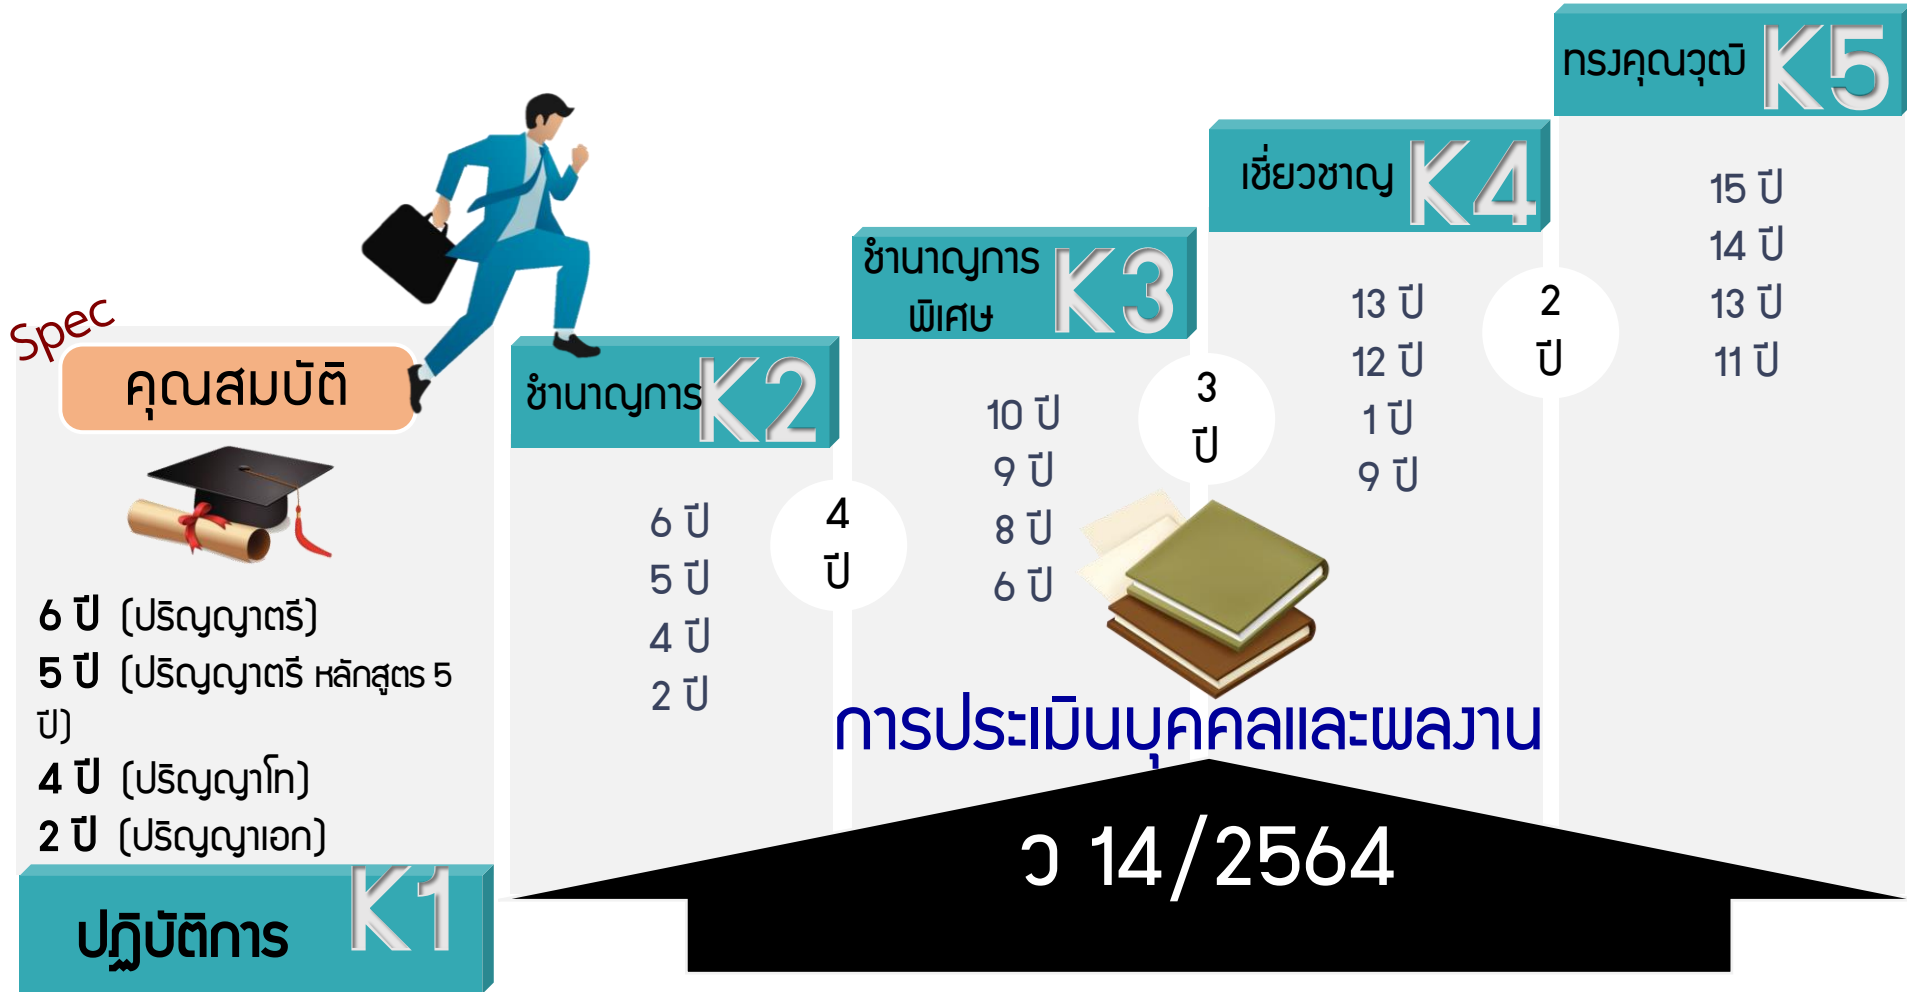 Spec
คุณสมบัติ
6 ปี (ปริญญาตรี)
5 ปี (ปริญญาตรี หลักสูตร 5
ปี)
4 ปี (ปริญญาโท)
2 ปี (ปริญญาเอก)
ปฏิบัติการ K1
ชำนาญการ K2
6 ปี
5 ปี
4 ปี
2 ปี
4
ปี
ชำนาญการ
พิเศษ
K3
10 ปี
9 ปี
8 ปี
6 ปี
3
ปี
เชี่ยวชาญ K4
13 ปี
12 ปี
1 ปี
9 ปี
2
ปี
ทรงคุณวุฒิ K5
15 ปี
14 ปี
13 ปี
11 ปี
การประเมินบุคคลและผลงาน
ว 14/2564